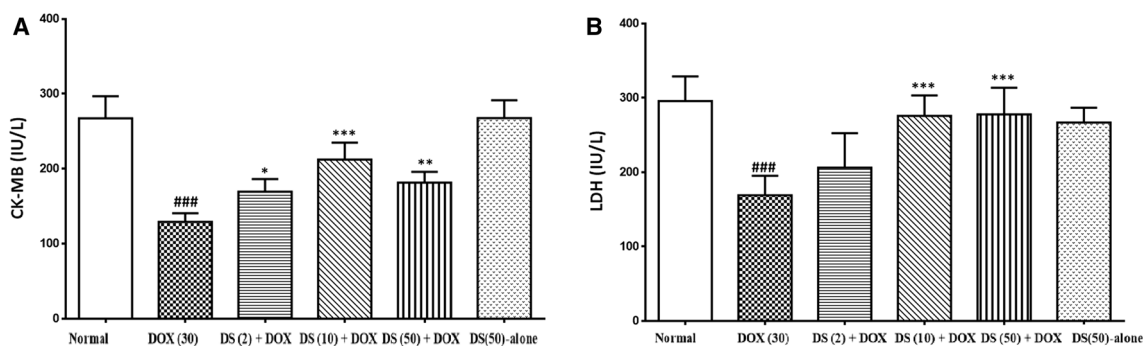 A
CK-MB (IU/L)
400
300
200
100
0
###
*
***
**
Normal
DOX (30)
DS (2) + DOX
DS (10) + DOX
DS (50) + DOX
DS(50)-alone
B
LDH (IU/L)
400
300
200
100
0
###
***
***
Normal
DOX (30)
DS (2) + DOX
DS (10) + DOX
DS (50) + DOX
DS(50)-alone